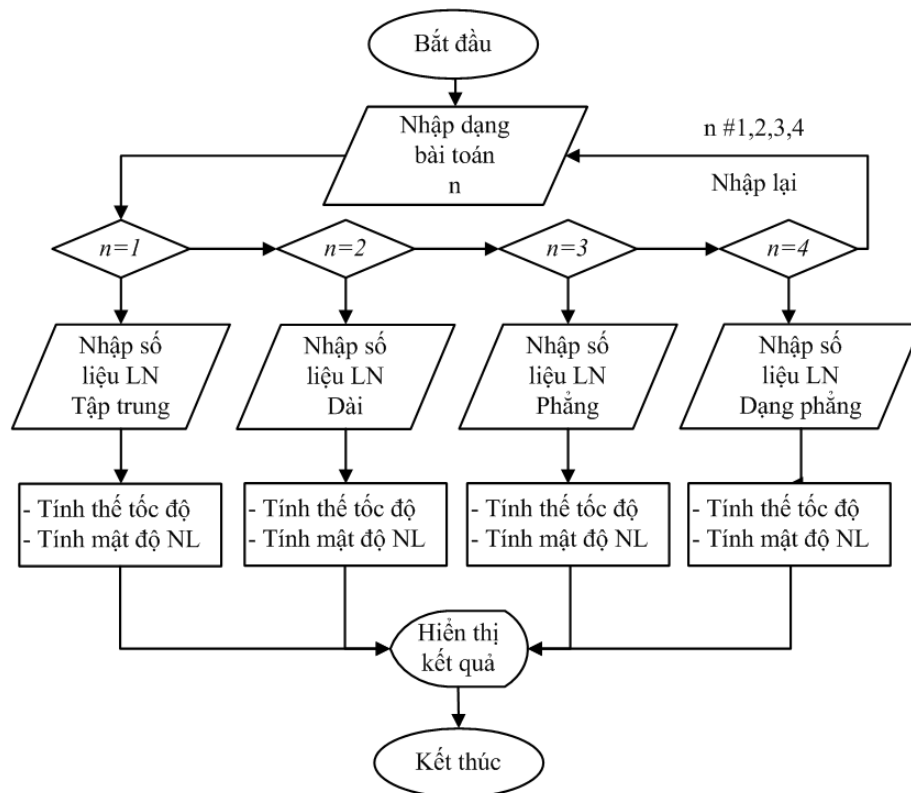 Bắt đầu
Nhập dạng
bài toán
n
n #1,2,3,4
Nhập lại
n=1
n=2
n=3
n=4
Nhập số
liệu LN
Tập trung
Nhập số
liệu LN
Dài
Nhập số
liệu LN
Phẳng
Nhập số
liệu LN
Dạng phẳng
- Tính thế tốc độ
- Tính mật độ NL
- Tính thế tốc độ
- Tính mật độ NL
- Tính thế tốc độ
- Tính mật độ NL
- Tính thế tốc độ
- Tính mật độ NL
Hiển thị
kết quả
Kết thúc